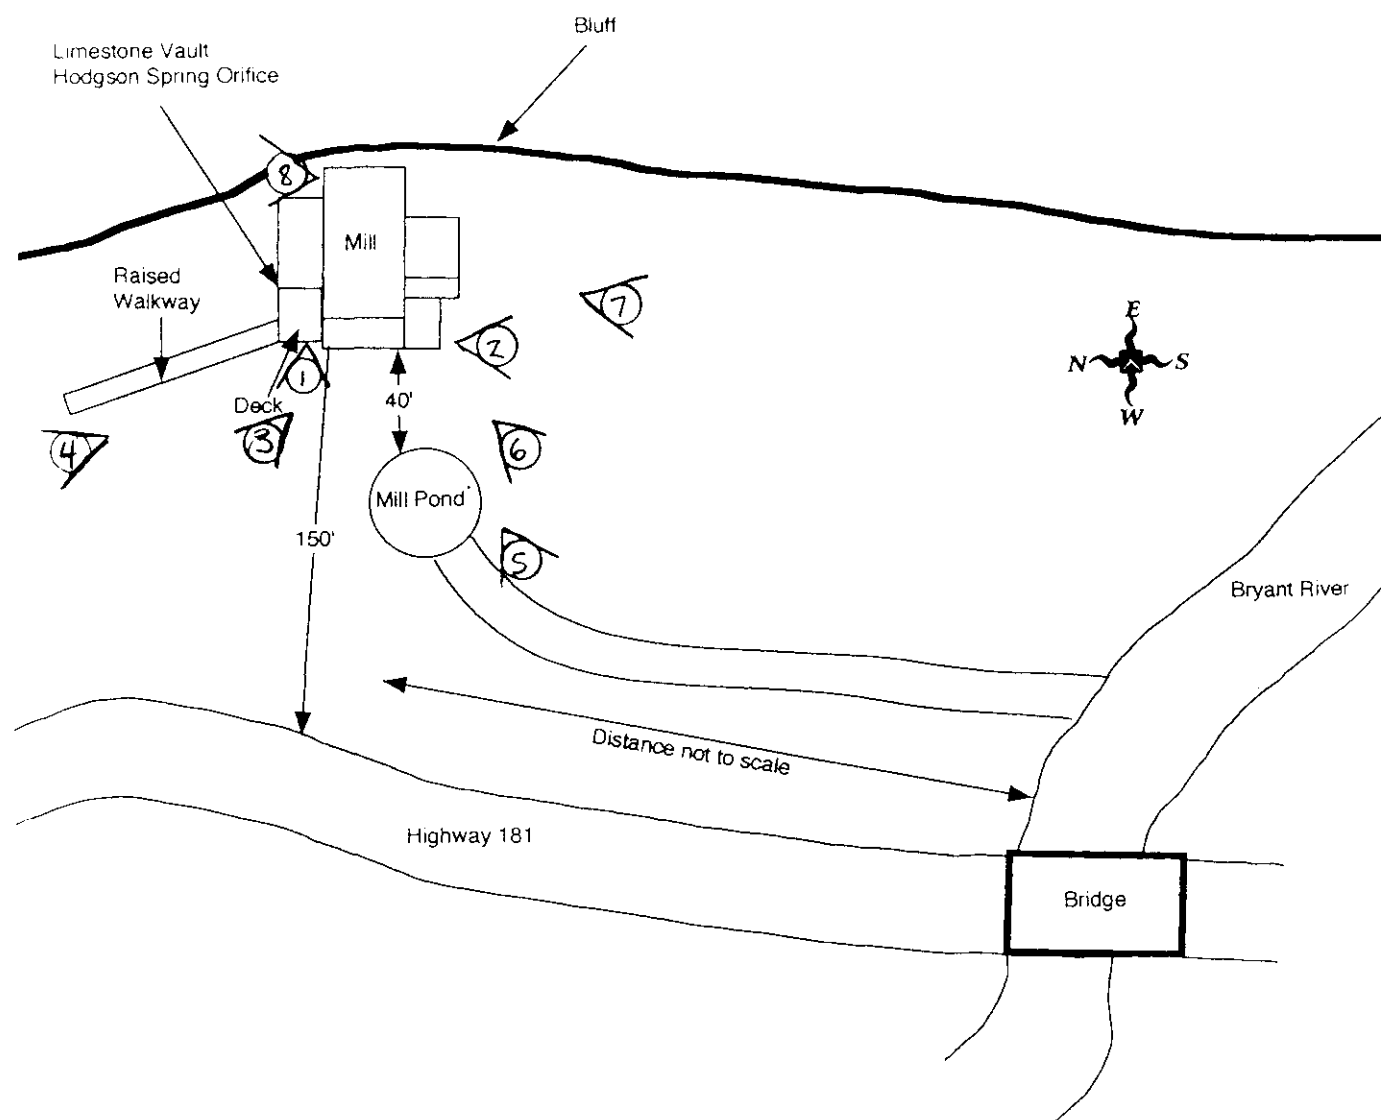 Bluff
Limestone Vault
Hodgson Spring Orifice
8
Mill
Raised
Walkway
7
E
N S
W
2
1
Deck
40'
3
4
6
Mill Pond
150'
5
Bryant River
Distance not to scale
Highway 181
Bridge